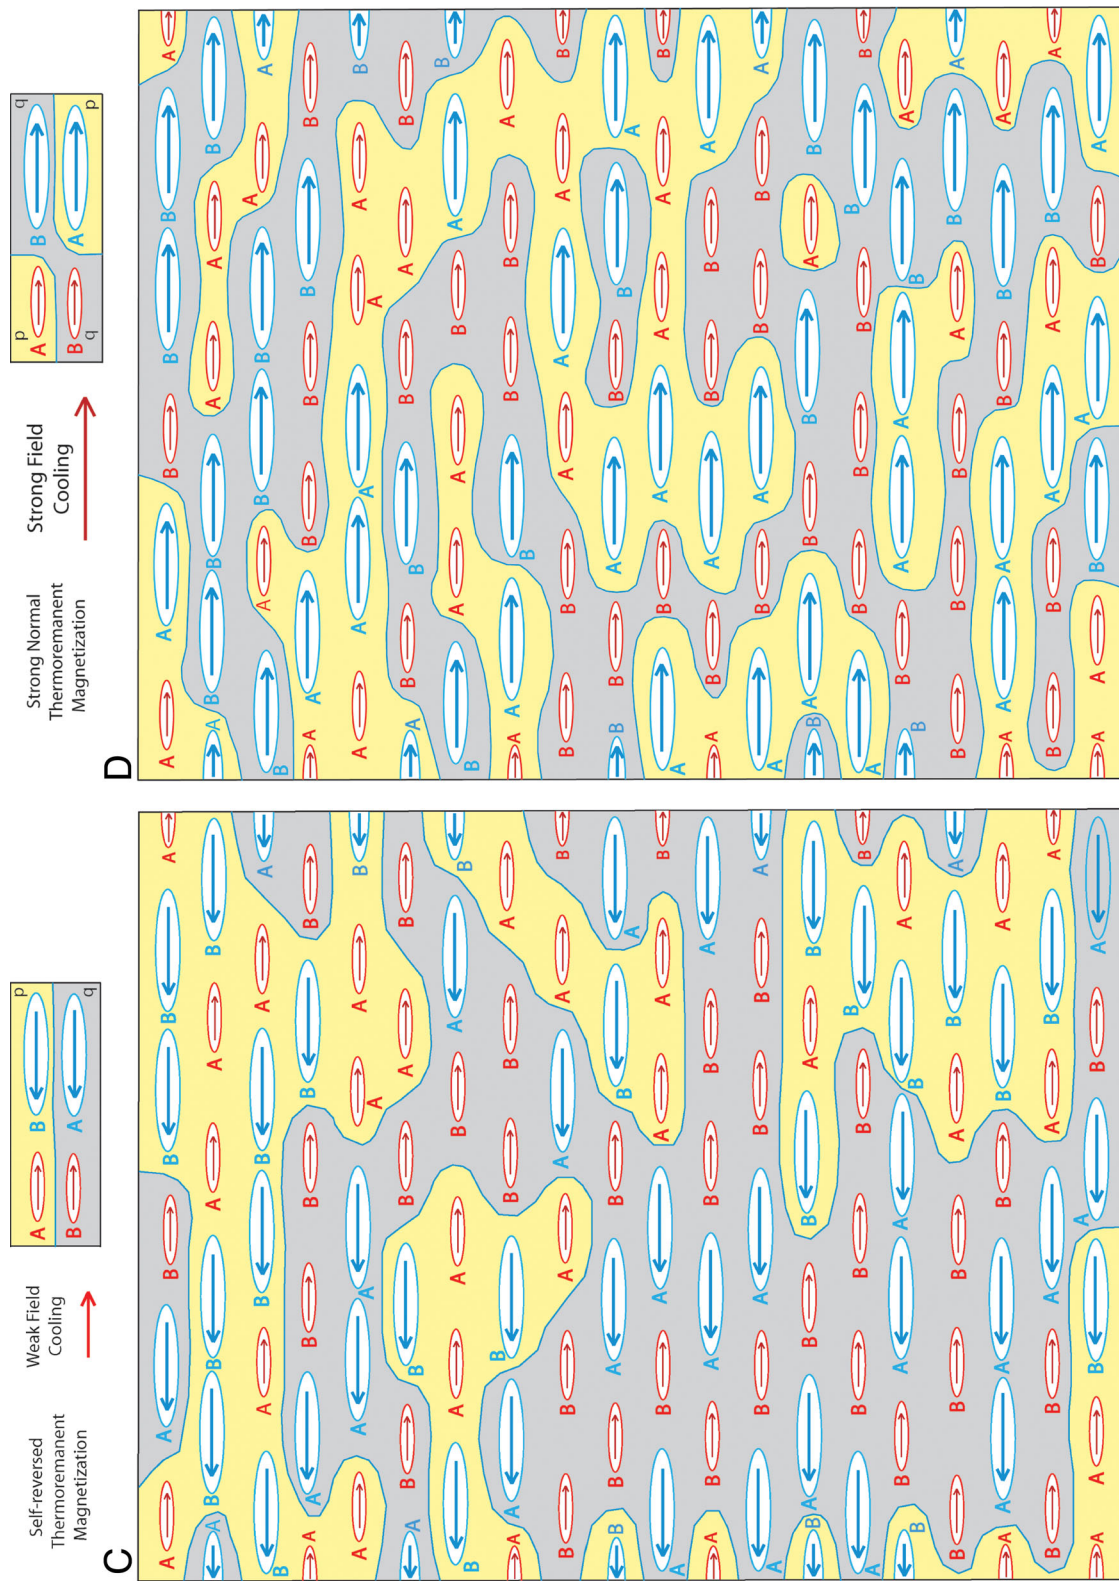 C
Self-reversed
Thermoremanent
Magnetization
Weak Field
Cooling
A B p
B A q
A A B B B A
A B B A A B
B A B B A A
A A B B B B
A A A A A B
A B B B A B
B A A B A B
A A B B B A
B B A A A B
B B A B B A
A B A A A B
A B A B B A
A B A B B A
B A B B A B
A B B B B B
B B A A B A
B B B A B A
A A A B B A
B B A A B A
A A B A B A
D
Strong Normal
Thermoremanent
Magnetization
Strong Field
Cooling
A p B q
B q A p
A A B B B A
A B B A A B
B A B B A A
A A B B B B
A A A A A B
A B B B A B
B A A B A B
A A B B B A
B B A A A B
B B A B B A
A B A A A B
A B A B B A
A B A B B A
B A B B A B
A B B B B B
B B A A B A
B B B A B A
A A A B B A
B B A A B A
A A B A B A